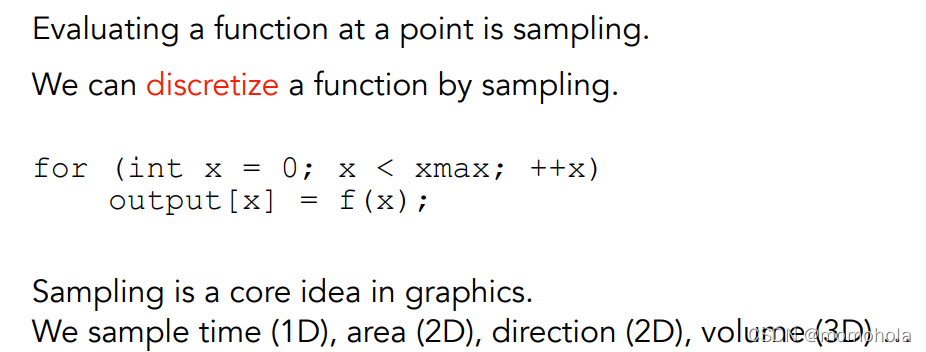 Evaluating a function at a point is sampling.
We can discretize a function by sampling.
for (int x = 0; x < xmax; ++x)
    output[x] = f(x);
Sampling is a core idea in graphics.
We sample time (1D), area (2D), direction (2D), volume (3D) ...
CSDN @momohola